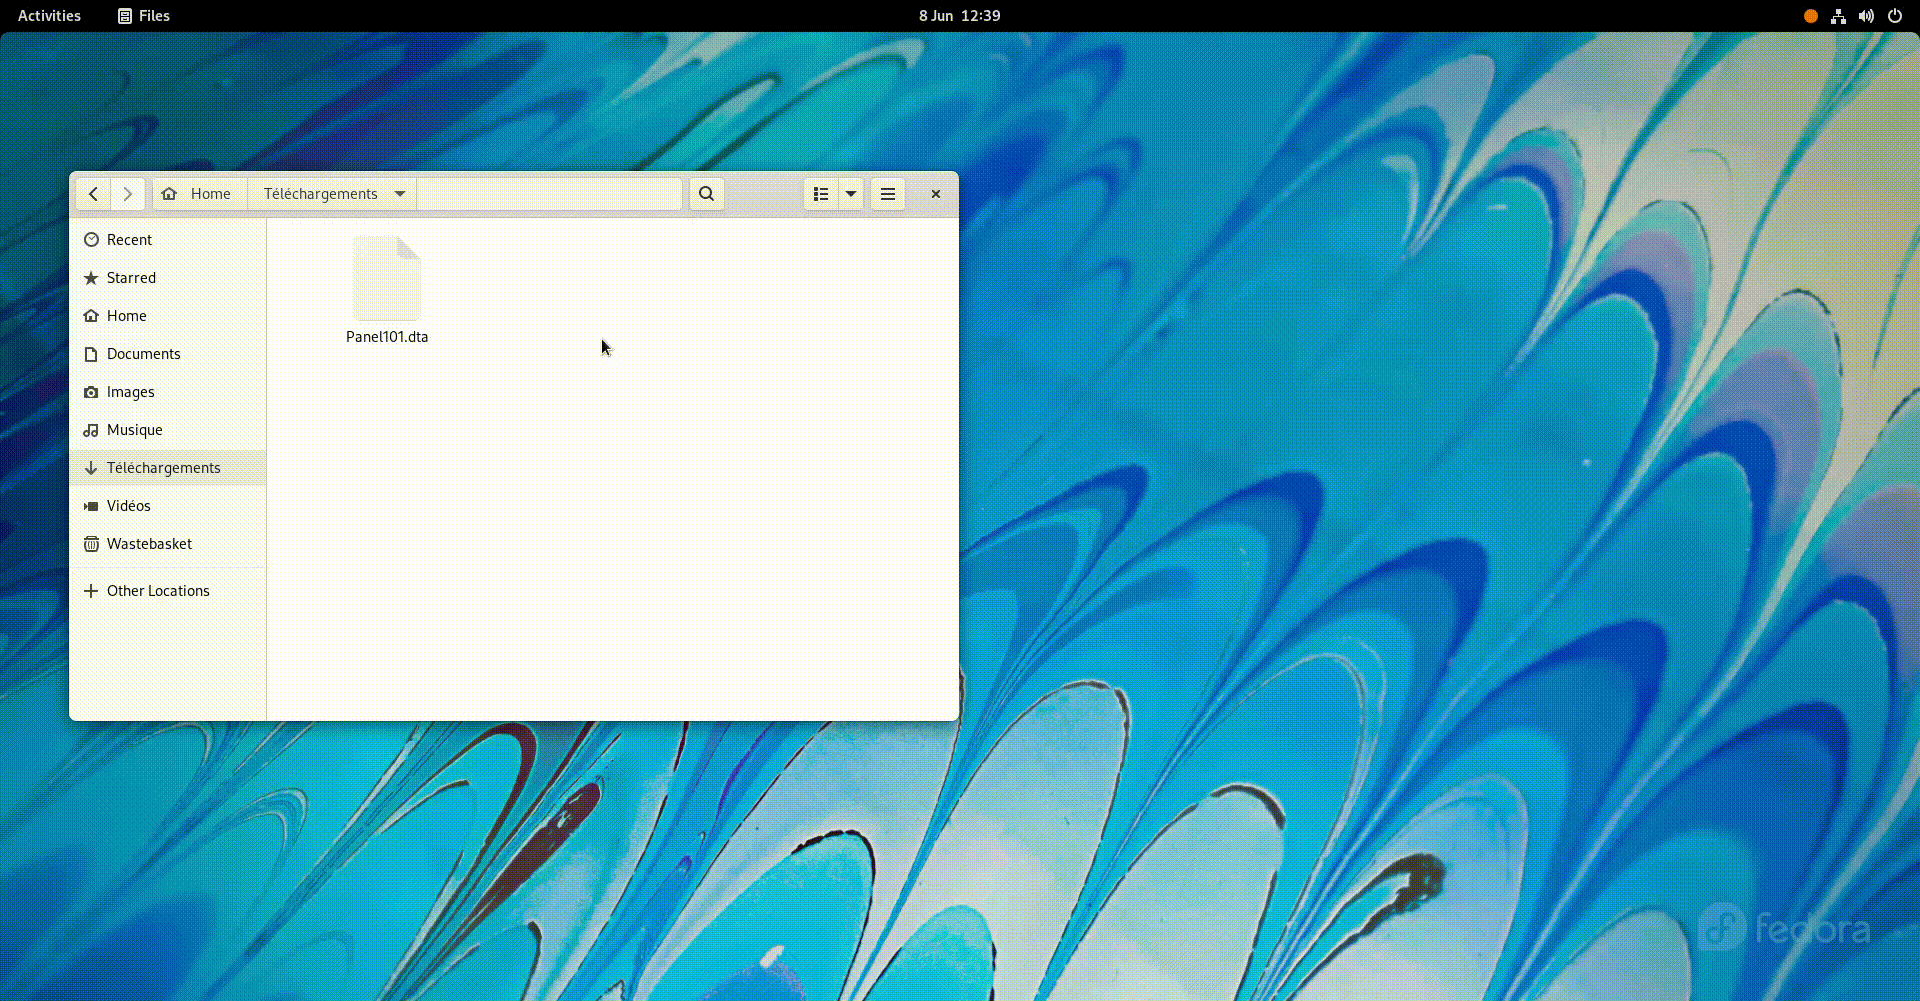 Activities Files 8 Jun 12:39
Home Téléchargements
Recent
Starred
Home
Documents
Images
Musique
Téléchargements
Vidéos
Wastebasket
Other Locations
Panel101.dta
fedora